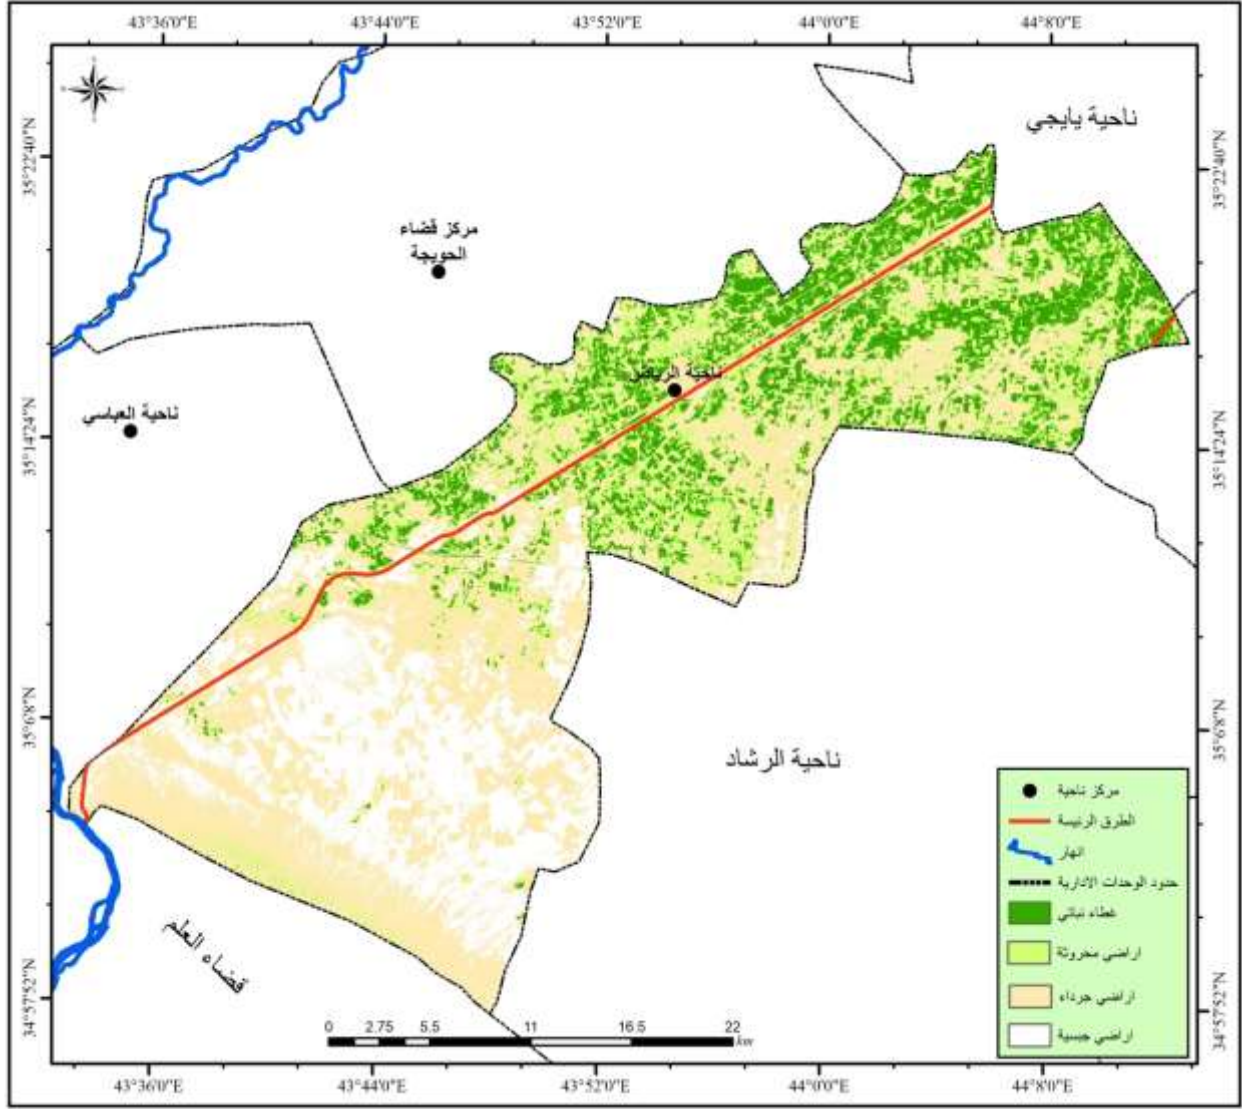 43°36'0"E 43°44'0"E 43°52'0"E 44°0'0"E 44°8'0"E
35°22'40"N
35°14'24"N
35°6'8"N
34°57'52"N
ناحية يايجي
مركز قضاء
الحويجة
ناحية الرياض
ناحية العباسي
ناحية الرشاد
قضاء العلم
مركز ناحية
الطرق الرئيسة
انهار
حدود الوحدات الادارية
غطاء نباتي
اراضي محروثة
اراضي جرداء
اراضي جبسية
0 2.75 5.5 11 16.5 22
kw
35°22'40"N
35°14'24"N
35°6'8"N
34°57'52"N
43°36'0"E 43°44'0"E 43°52'0"E 44°0'0"E 44°8'0"E